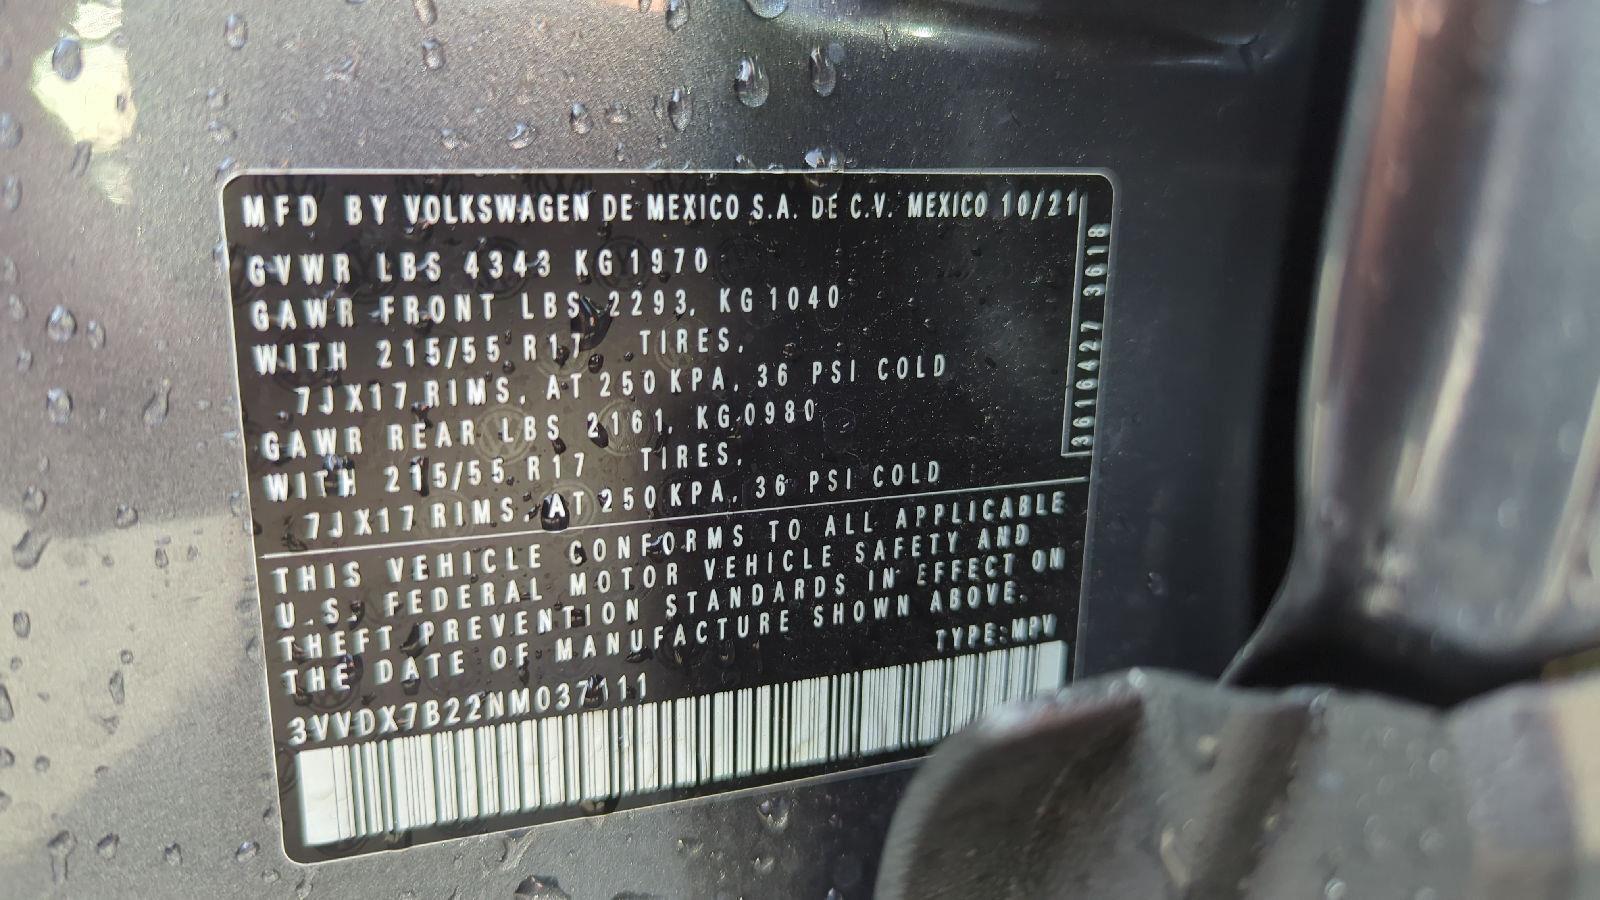 MFD BY VOLKSWAGEN DE MEXICO S.A. DE C.V. MEXICO 10/21
GVWR LBS 4343 KG 1970
GAWR FRONT LBS 2293, KG 1040
WITH 215/55 R17 TIRES,
7JX17 RIMS, AT 250 KPA, 36 PSI COLD
GAWR REAR LBS 2161, KG 0980
WITH 215/55 R17 TIRES,
7JX17 RIMS, AT 250 KPA, 36 PSI COLD
3616427 3618
THIS VEHICLE CONFORMS TO ALL APPLICABLE
U.S. FEDERAL MOTOR VEHICLE SAFETY AND
THEFT PREVENTION STANDARDS IN EFFECT ON
THE DATE OF MANUFACTURE SHOWN ABOVE.
TYPE:MPV
3VVDX7B22NM037111